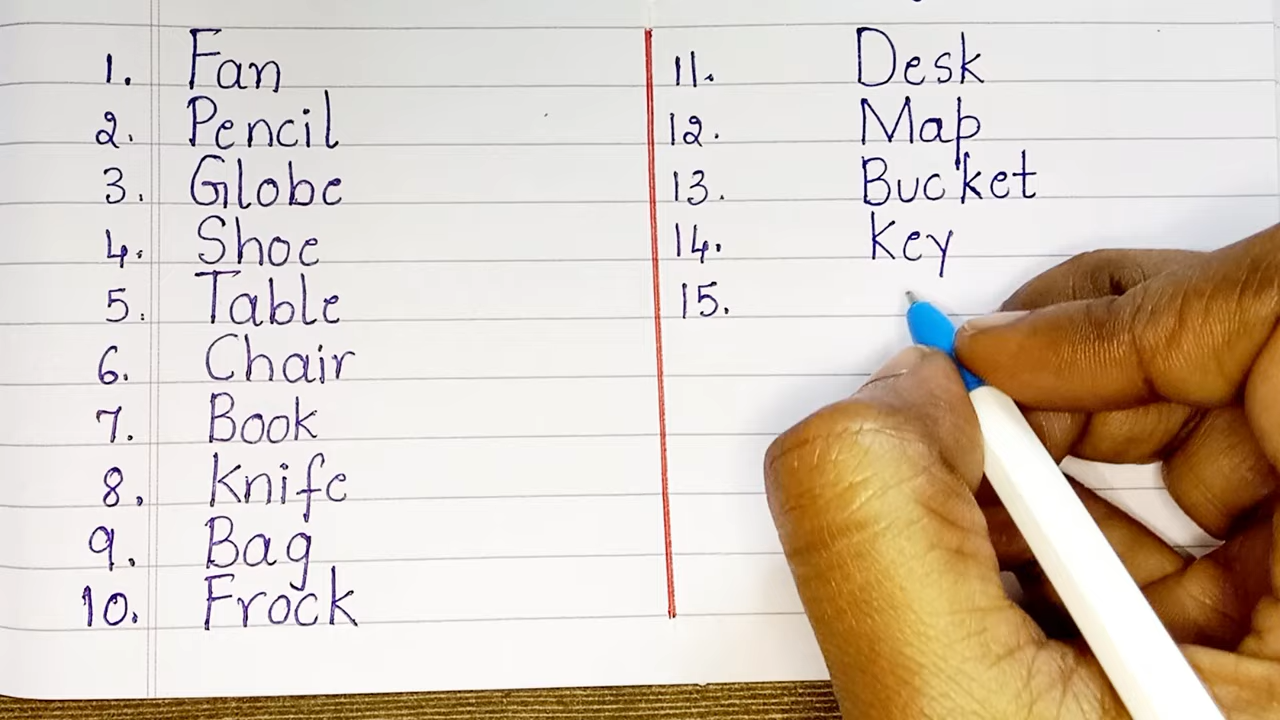 1. Fan
2. Pencil
3. Globe
4. Shoe
5. Table
6. Chair
7. Book
8. Knife
9. Bag
10. Frock
11. Desk
12. Map
13. Bucket
14. Key
15.